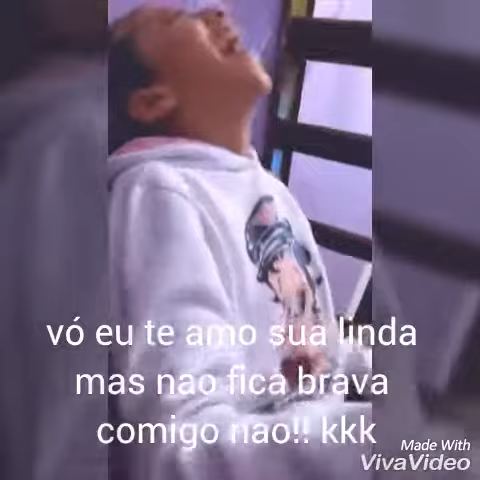 vó eu te amo sua linda
mas nao fica brava
comigo nao!! kkk
Made With
VivaVideo